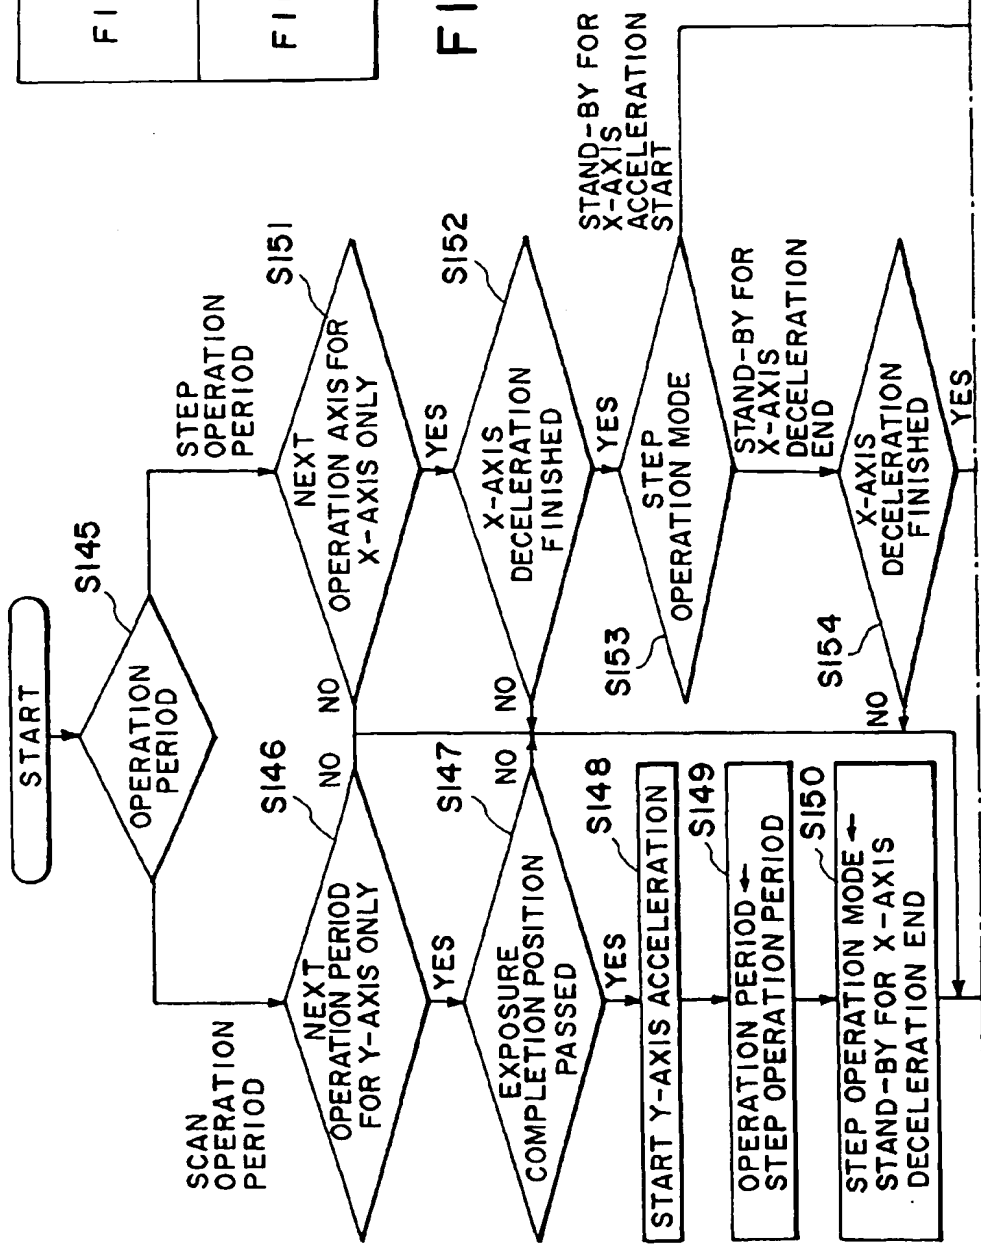 FI
FI
FI
START
S145
OPERATION
PERIOD
SCAN
OPERATION
PERIOD
STEP
OPERATION
PERIOD
S146
NEXT
OPERATION PERIOD
FOR Y-AXIS ONLY
NO
YES
S151
NEXT
OPERATION AXIS FOR
X-AXIS ONLY
NO
YES
S147
EXPOSURE
COMPLETION POSITION
PASSED
NO
YES
S152
X-AXIS
DECELERATION
FINISHED
NO
YES
S148
START Y-AXIS ACCELERATION
S149
OPERATION PERIOD ←
STEP OPERATION PERIOD
S150
STEP OPERATION MODE ←
STAND-BY FOR X-AXIS
DECELERATION END
S153
STEP
OPERATION MODE
STAND-BY FOR
X-AXIS
ACCELERATION
START
STAND-BY FOR
X-AXIS
DECELERATION
END
S154
X-AXIS
DECELERATION
FINISHED
NO
YES